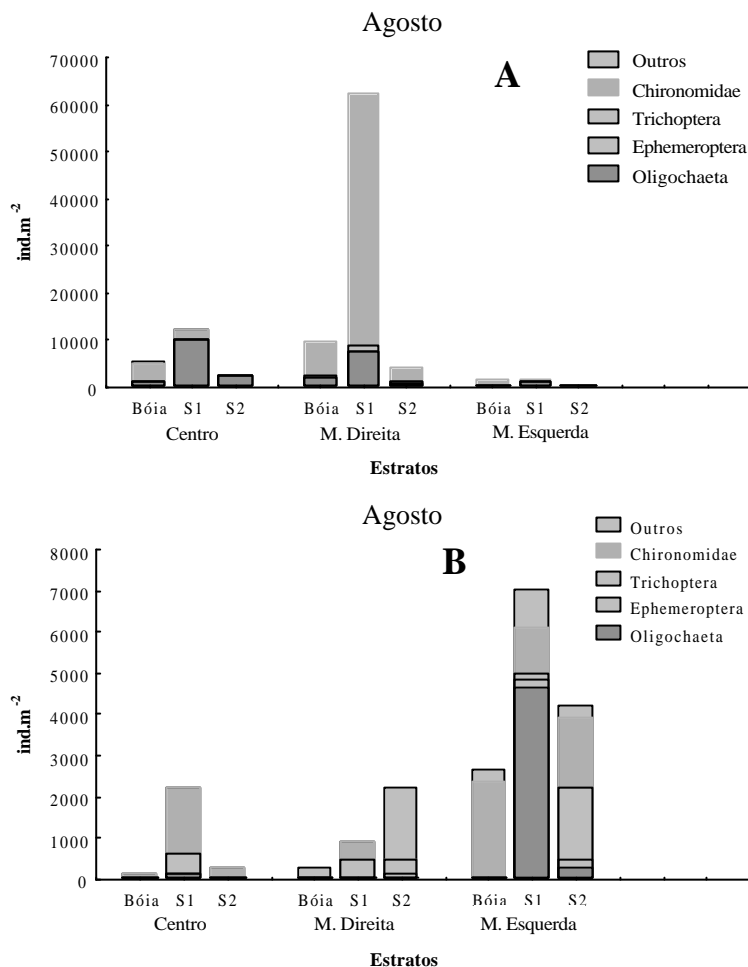 Agosto
A
Outros
Chironomidae
Trichoptera
Ephemeroptera
Oligochaeta
70000
60000
50000
40000
30000
20000
10000
0
ind.m⁻²
Bóia S1 S2 Bóia S1 S2 Bóia S1 S2
Centro M. Direita M. Esquerda
Estratos
Agosto
B
Outros
Chironomidae
Trichoptera
Ephemeroptera
Oligochaeta
8000
7000
6000
5000
4000
3000
2000
1000
0
ind.m⁻²
Bóia S1 S2 Bóia S1 S2 Bóia S1 S2
Centro M. Direita M. Esquerda
Estratos